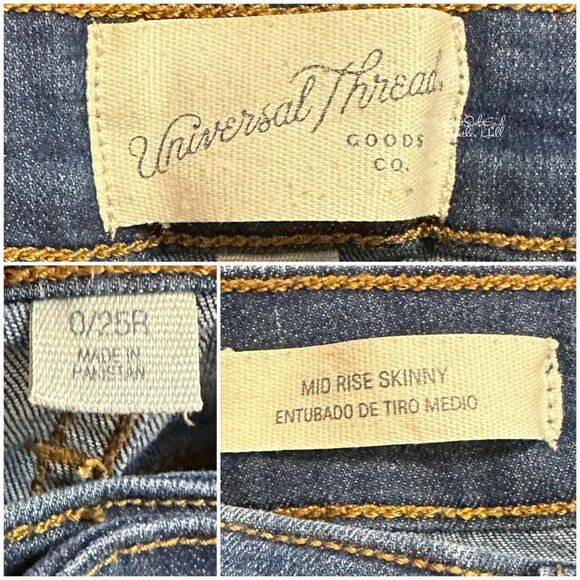 Universal Thread
GOODS
CO.
0/25R
MADE IN
PAKISTAN
MID RISE SKINNY
ENTUBADO DE TIRO MEDIO